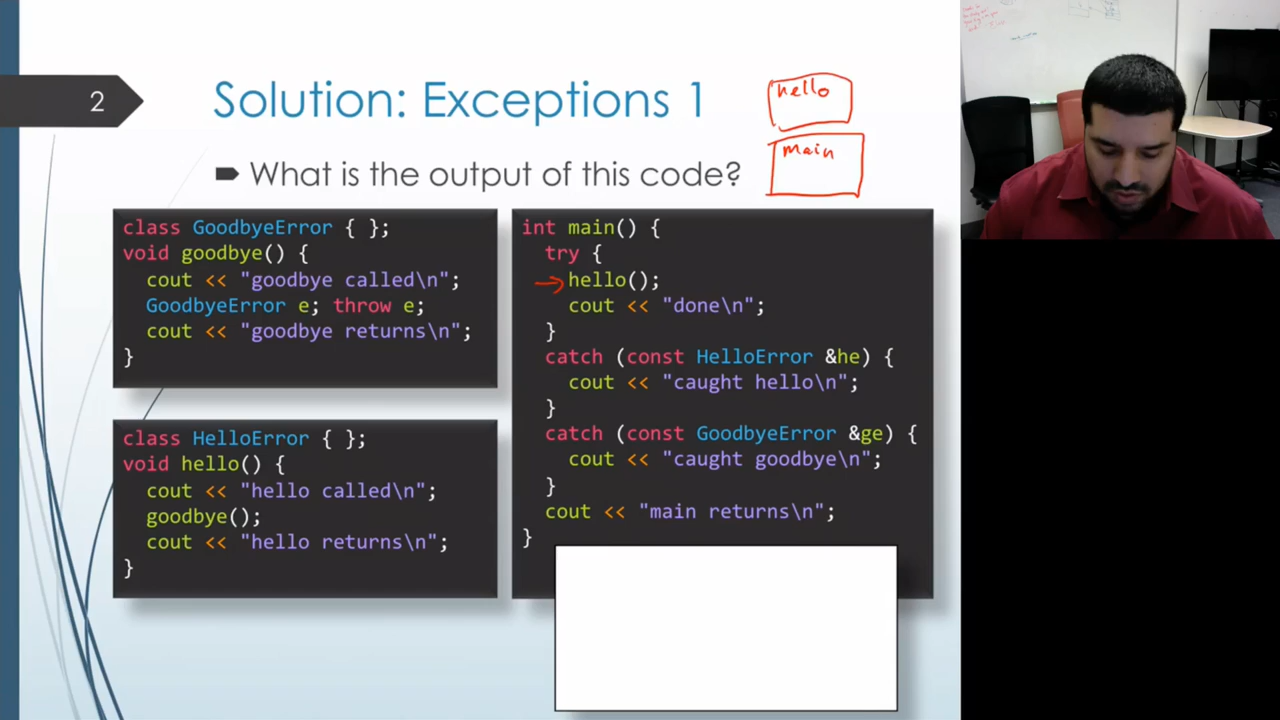 2
Solution: Exceptions 1
hello
main
What is the output of this code?
class GoodbyeError { };
void goodbye() {
  cout << "goodbye called\n";
  GoodbyeError e; throw e;
  cout << "goodbye returns\n";
}
class HelloError { };
void hello() {
  cout << "hello called\n";
  goodbye();
  cout << "hello returns\n";
}
int main() {
  try {
    hello();
    cout << "done\n";
  }
  catch (const HelloError &he) {
    cout << "caught hello\n";
  }
  catch (const GoodbyeError &ge) {
    cout << "caught goodbye\n";
  }
  cout << "main returns\n";
}